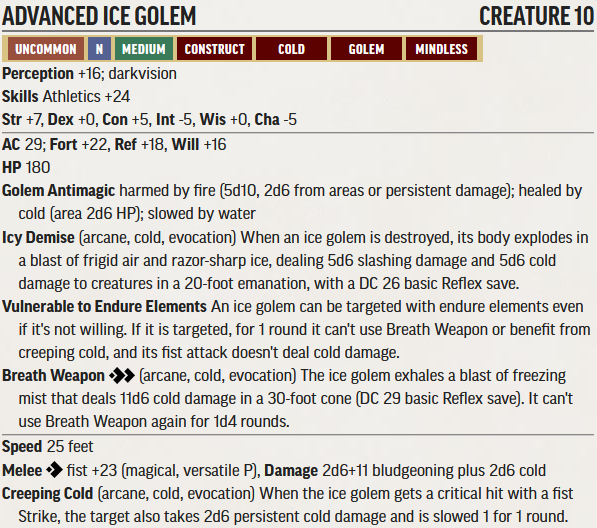 ADVANCED ICE GOLEM CREATURE 10
UNCOMMON N MEDIUM CONSTRUCT COLD GOLEM MINDLESS
Perception +16; darkvision
Skills Athletics +24
Str +7, Dex +0, Con +5, Int -5, Wis +0, Cha -5
AC 29; Fort +22, Ref +18, Will +16
HP 180
Golem Antimagic harmed by fire (5d10, 2d6 from areas or persistent damage); healed by
cold (area 2d6 HP); slowed by water
Icy Demise (arcane, cold, evocation) When an ice golem is destroyed, its body explodes in
a blast of frigid air and razor-sharp ice, dealing 5d6 slashing damage and 5d6 cold
damage to creatures in a 20-foot emanation, with a DC 26 basic Reflex save.
Vulnerable to Endure Elements An ice golem can be targeted with endure elements even
if it's not willing. If it is targeted, for 1 round it can't use Breath Weapon or benefit from
creeping cold, and its fist attack doesn't deal cold damage.
Breath Weapon (arcane, cold, evocation) The ice golem exhales a blast of freezing
mist that deals 11d6 cold damage in a 30-foot cone (DC 29 basic Reflex save). It can't
use Breath Weapon again for 1d4 rounds.
Speed 25 feet
Melee fist +23 (magical, versatile P), Damage 2d6+11 bludgeoning plus 2d6 cold
Creeping Cold (arcane, cold, evocation) When the ice golem gets a critical hit with a fist
Strike, the target also takes 2d6 persistent cold damage and is slowed 1 for 1 round.